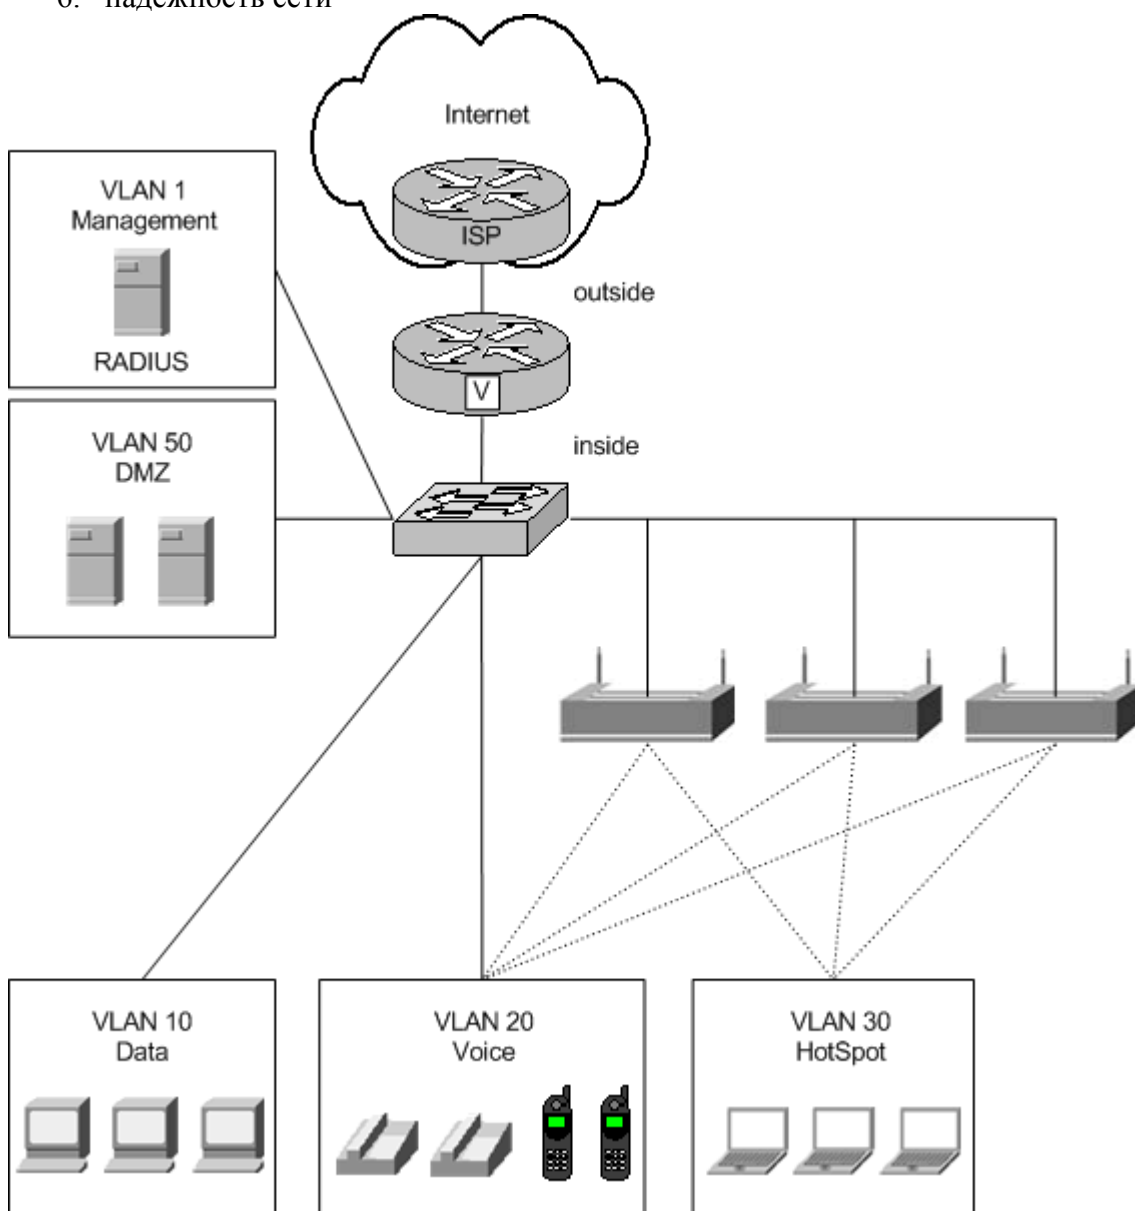 6. надежность сети
Internet
ISP
outside
V
inside
VLAN 1
Management
RADIUS
VLAN 50
DMZ
VLAN 10
Data
VLAN 20
Voice
VLAN 30
HotSpot